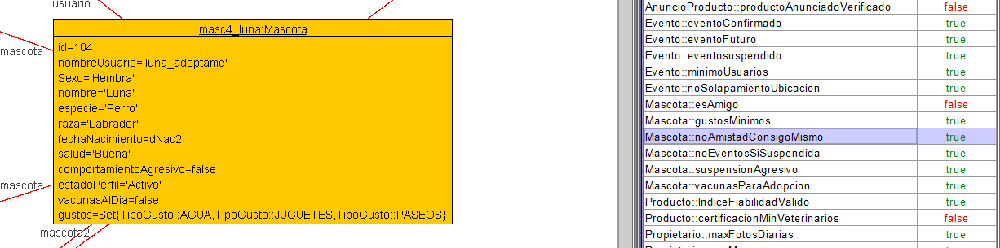 usuario
mascota
masc4_luna:Mascota
id=104
nombreUsuario='luna_adoptame'
Sexo='Hembra'
nombre='Luna'
especie='Perro'
raza='Labrador'
fechaNacimiento=dNac2
salud='Buena'
comportamientoAgresivo=false
estadoPerfil='Activo'
vacunasAlDia=false
gustos=Set{TipoGusto::AGUA,TipoGusto::JUGUETES,TipoGusto::PASEOS}
mascota
mascota2
AnuncioProducto::productoAnunciadoVerificado false
Evento::eventoConfirmado true
Evento::eventoFuturo true
Evento::eventosuspendido true
Evento::minimoUsuarios true
Evento::noSolapamientoUbicacion true
Mascota::esAmigo false
Mascota::gustosMinimos true
Mascota::noAmistadConsigoMismo true
Mascota::noEventosSiSuspendida true
Mascota::suspensionAgresivo true
Mascota::vacunasParaAdopcion true
Producto::IndiceFiabilidadValido true
Producto::certificacionMinVeterinarios false
Propietario::maxFotosDiarias true